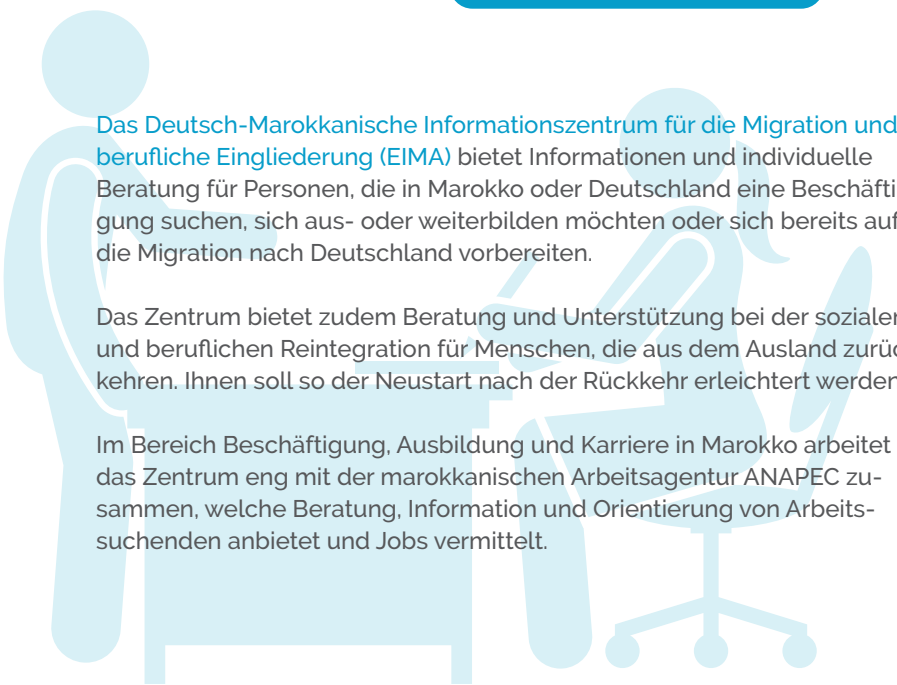 Das Deutsch-Marokkanische Informationszentrum für die Migration und
berufliche Eingliederung (EIMA) bietet Informationen und individuelle
Beratung für Personen, die in Marokko oder Deutschland eine Beschäfti
gung suchen, sich aus- oder weiterbilden möchten oder sich bereits auf
die Migration nach Deutschland vorbereiten.
Das Zentrum bietet zudem Beratung und Unterstützung bei der sozialen
und beruflichen Reintegration für Menschen, die aus dem Ausland zurüc
kehren. Ihnen soll so der Neustart nach der Rückkehr erleichtert werden
Im Bereich Beschäftigung, Ausbildung und Karriere in Marokko arbeitet
das Zentrum eng mit der marokkanischen Arbeitsagentur ANAPEC zu-
sammen, welche Beratung, Information und Orientierung von Arbeits-
suchenden anbietet und Jobs vermittelt.